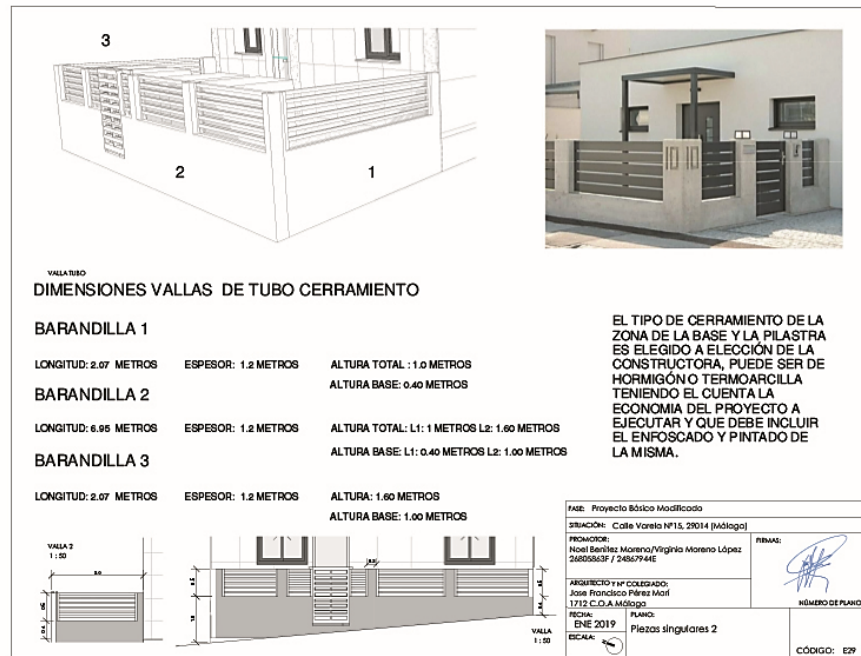 3
2
1
10 10
VALLA TUBO
DIMENSIONES VALLAS DE TUBO CERRAMIENTO
BARANDILLA 1
LONGITUD: 2.07 METROS ESPESOR: 1.2 METROS ALTURA TOTAL : 1.0 METROS
ALTURA BASE: 0.40 METROS
BARANDILLA 2
LONGITUD: 6.95 METROS ESPESOR: 1.2 METROS ALTURA TOTAL: L1: 1 METROS L2: 1.60 METROS
ALTURA BASE: L1: 0.40 METROS L2: 1.00 METROS
BARANDILLA 3
LONGITUD: 2.07 METROS ESPESOR: 1.2 METROS ALTURA: 1.60 METROS
ALTURA BASE: 1.00 METROS
EL TIPO DE CERRAMIENTO DE LA
ZONA DE LA BASE Y LA PILASTRA
ES ELEGIDO A ELECCIÓN DE LA
CONSTRUCTORA, PUEDE SER DE
HORMIGÓN O TERMOARCILLA
TENIENDO EL CUENTA LA
ECONOMIA DEL PROYECTO A
EJECUTAR Y QUE DEBE INCLUIR
EL ENFOSCADO Y PINTADO DE
LA MISMA.
VALLA 2
1 : 50
VALLA
1 : 50
FASE: Proyecto Básico Modificado
SITUACIÓN: Calle Varela Nº15, 29014 (Málaga)
PROMOTOR:
Noel Benítez Moreno/Virginia Moreno López
26805863F / 24867944E
FIRMAS:
ARQUITECTO Y Nº COLEGIADO:
Jose Francisco Pérez Marí
1712 C.O.A Málaga
NÚMERO DE PLANO
FECHA:
ENE 2019
PLANO:
Piezas singulares 2
ESCALA:
CÓDIGO: E29